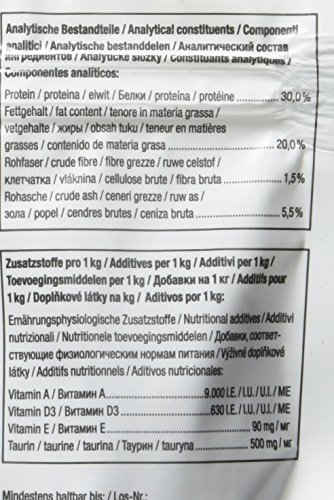 Analytische Bestandteile / Analytical constituents / Componenti
analitici / Analytische bestanddelen / Аналитический состав
ингредиентов / Analytické složky / Constituants analytiques /
Componentes analíticos:
Protein / proteina / eiwit / Белки / proteína / protéine ........ 30,0 %
Fettgehalt / fat content / tenore in materia grassa /
vetgehalte / жиры / obsah tuku / teneur en matières
grasses / contenido de materia grasa ........ 20,0 %
Rohfaser / crude fibre / fibre grezze / ruwe celstof /
клетчатка / vláknina / cellulose brute / fibra bruta ........ 1,5%
Rohasche / crude ash / ceneri grezze / ruw as /
зола / popel / cendres brutes / ceniza bruta ........ 5,5%
Zusatzstoffe pro 1 kg / Additives per 1 kg / Additivi per 1 kg /
Toevoegingsmiddelen per 1 kg / Добавки на 1 кг / Additifs pour
1 kg / Doplňkové látky na kg / Aditivos por 1 kg:
Ernährungsphysiologische Zusatzstoffe / Nutritional additives / Additivi
nutrizionali / Nutritionele toevoegingsmiddelen / Добавки, соответ-
ствующие физиологическим нормам питания / Výživné doplňkové
látky / Additifs nutritionnels / Aditivos nutricionales:
Vitamin A / Витамин A ........ 9.000 I.E. / I.U. / U.I. / ME
Vitamin D3 / Витамин D3 ........ 630 I.E. / I.U. / U.I. / ME
Vitamin E / Витамин E ........ 90 mg / мг
Taurin / taurine / taurina / Таурин / tauryna ........ 500 mg / мг
Mindestens haltbar bis: / Los-Nr.: